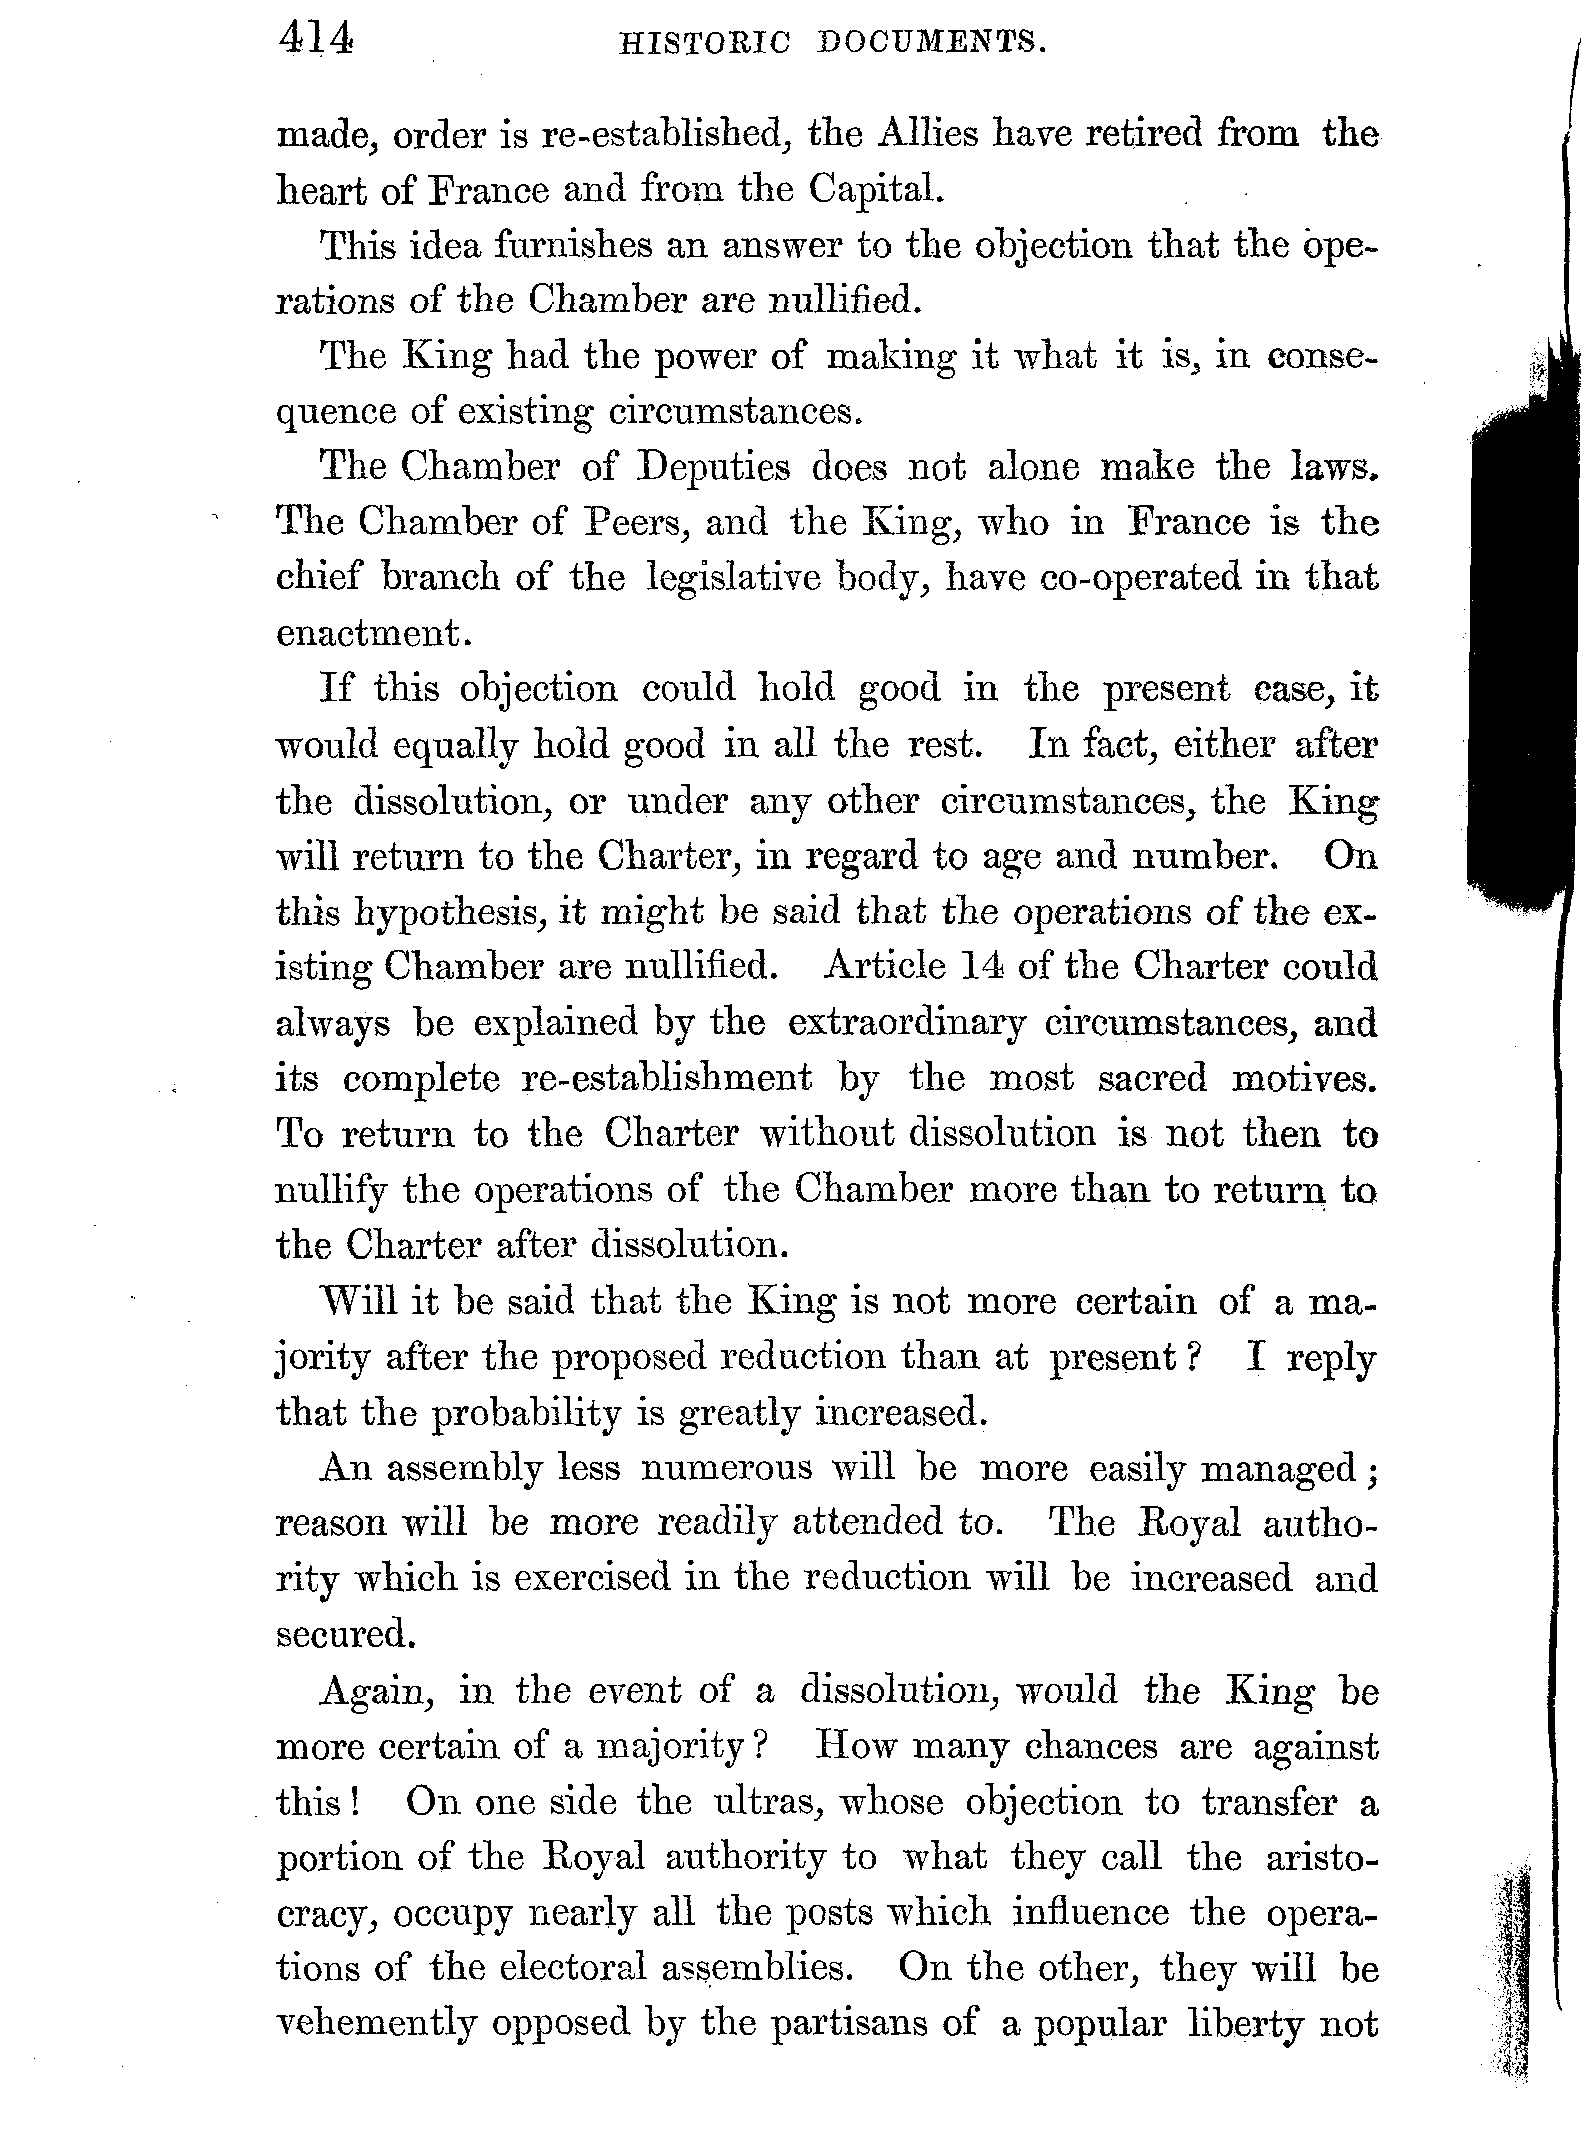 414 HISTORIC DOCUMENTS.
made, order is re-established, the Allies have retired from the
heart of France and from the Capital.
This idea furnishes an answer to the objection that the ope-
rations of the Chamber are nullified.
The King had the power of making it what it is, in conse-
quence of existing circumstances.
The Chamber of Deputies does not alone make the laws.
The Chamber of Peers, and the King, who in France is the
chief branch of the legislative body, have co-operated in that
enactment.
If this objection could hold good in the present case, it
would equally hold good in all the rest. In fact, either after
the dissolution, or under any other circumstances, the King
will return to the Charter, in regard to age and number. On
this hypothesis, it might be said that the operations of the ex-
isting Chamber are nullified. Article 14 of the Charter could
always be explained by the extraordinary circumstances, and
its complete re-establishment by the most sacred motives.
To return to the Charter without dissolution is not then to
nullify the operations of the Chamber more than to return to
the Charter after dissolution.
Will it be said that the King is not more certain of a ma-
jority after the proposed reduction than at present? I reply
that the probability is greatly increased.
An assembly less numerous will be more easily managed;
reason will be more readily attended to. The Royal autho-
rity which is exercised in the reduction will be increased and
secured.
Again, in the event of a dissolution, would the King be
more certain of a majority? How many chances are against
this! On one side the ultras, whose objection to transfer a
portion of the Royal authority to what they call the aristo-
cracy, occupy nearly all the posts which influence the opera-
tions of the electoral assemblies. On the other, they will be
vehemently opposed by the partisans of a popular liberty not